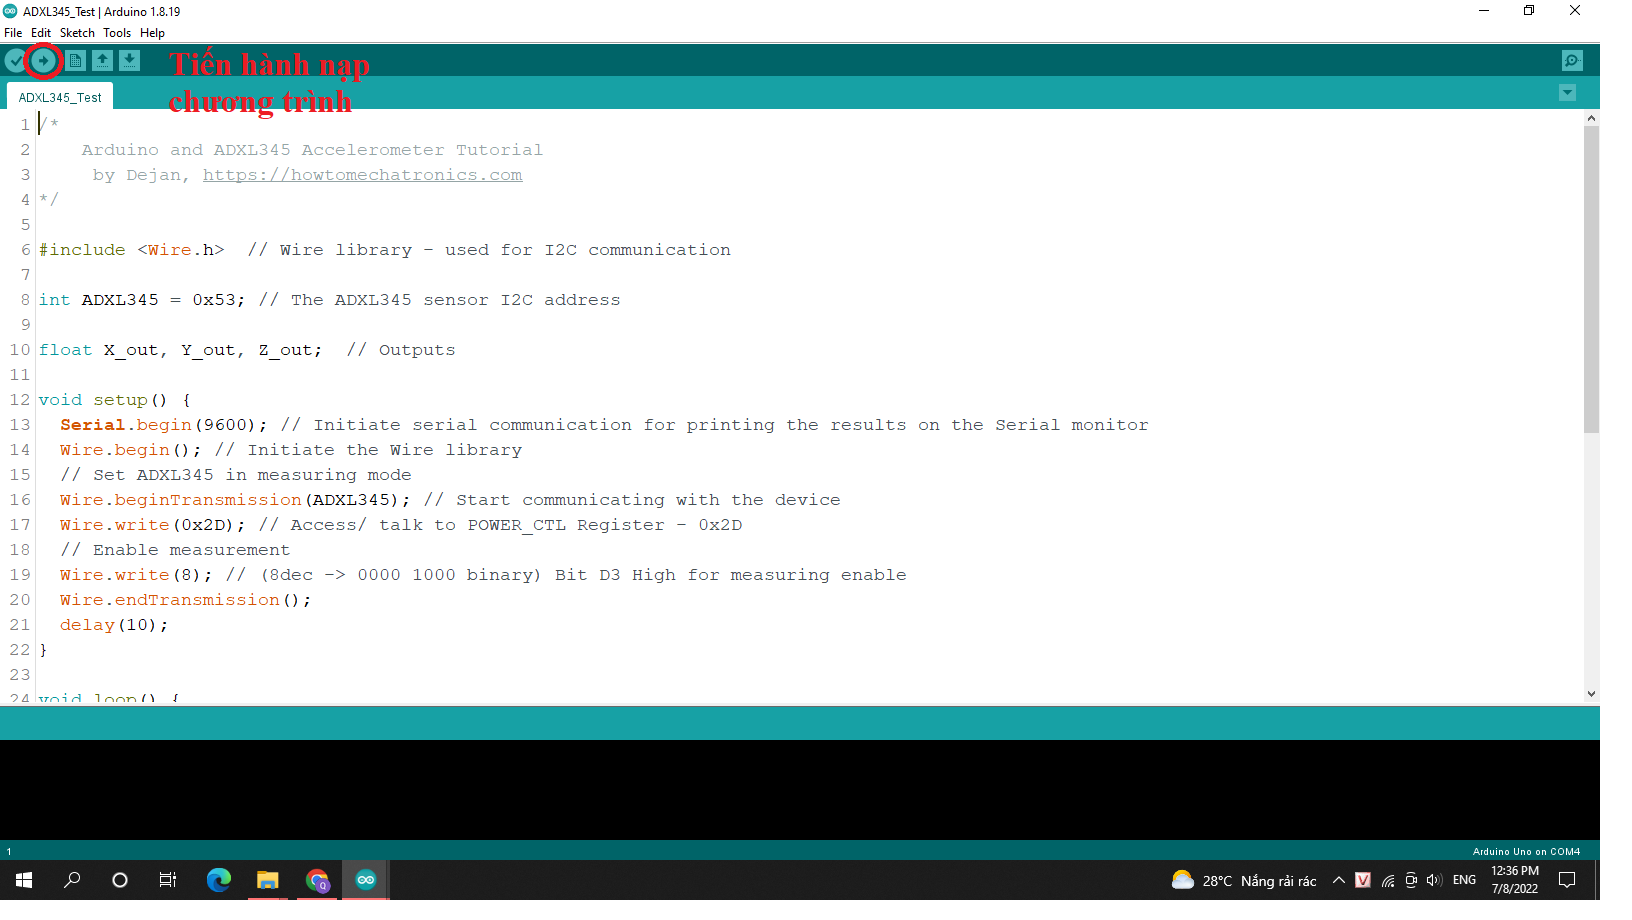 ADXL345_Test | Arduino 1.8.19
File Edit Sketch Tools Help
Tiến hành nạp
chương trình
ADXL345_Test
1 /*
2     Arduino and ADXL345 Accelerometer Tutorial
3      by Dejan, https://howtomechatronics.com
4 */
5
6 #include <Wire.h>  // Wire library - used for I2C communication
7
8 int ADXL345 = 0x53; // The ADXL345 sensor I2C address
9
10 float X_out, Y_out, Z_out;  // Outputs
11
12 void setup() {
13   Serial.begin(9600); // Initiate serial communication for printing the results on the Serial monitor
14   Wire.begin(); // Initiate the Wire library
15   // Set ADXL345 in measuring mode
16   Wire.beginTransmission(ADXL345); // Start communicating with the device
17   Wire.write(0x2D); // Access/ talk to POWER_CTL Register - 0x2D
18   // Enable measurement
19   Wire.write(8); // (8dec -> 0000 1000 binary) Bit D3 High for measuring enable
20   Wire.endTransmission();
21   delay(10);
22 }
23
24 void loop() {
1
Arduino Uno on COM4
28°C Nắng rải rác
V
ENG
12:36 PM
7/8/2022